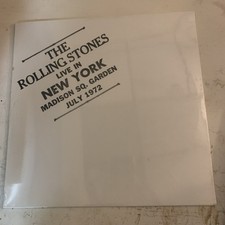 THE
ROLLING STONES
LIVE IN
NEW YORK
MADISON SQ. GARDEN
JULY 1972